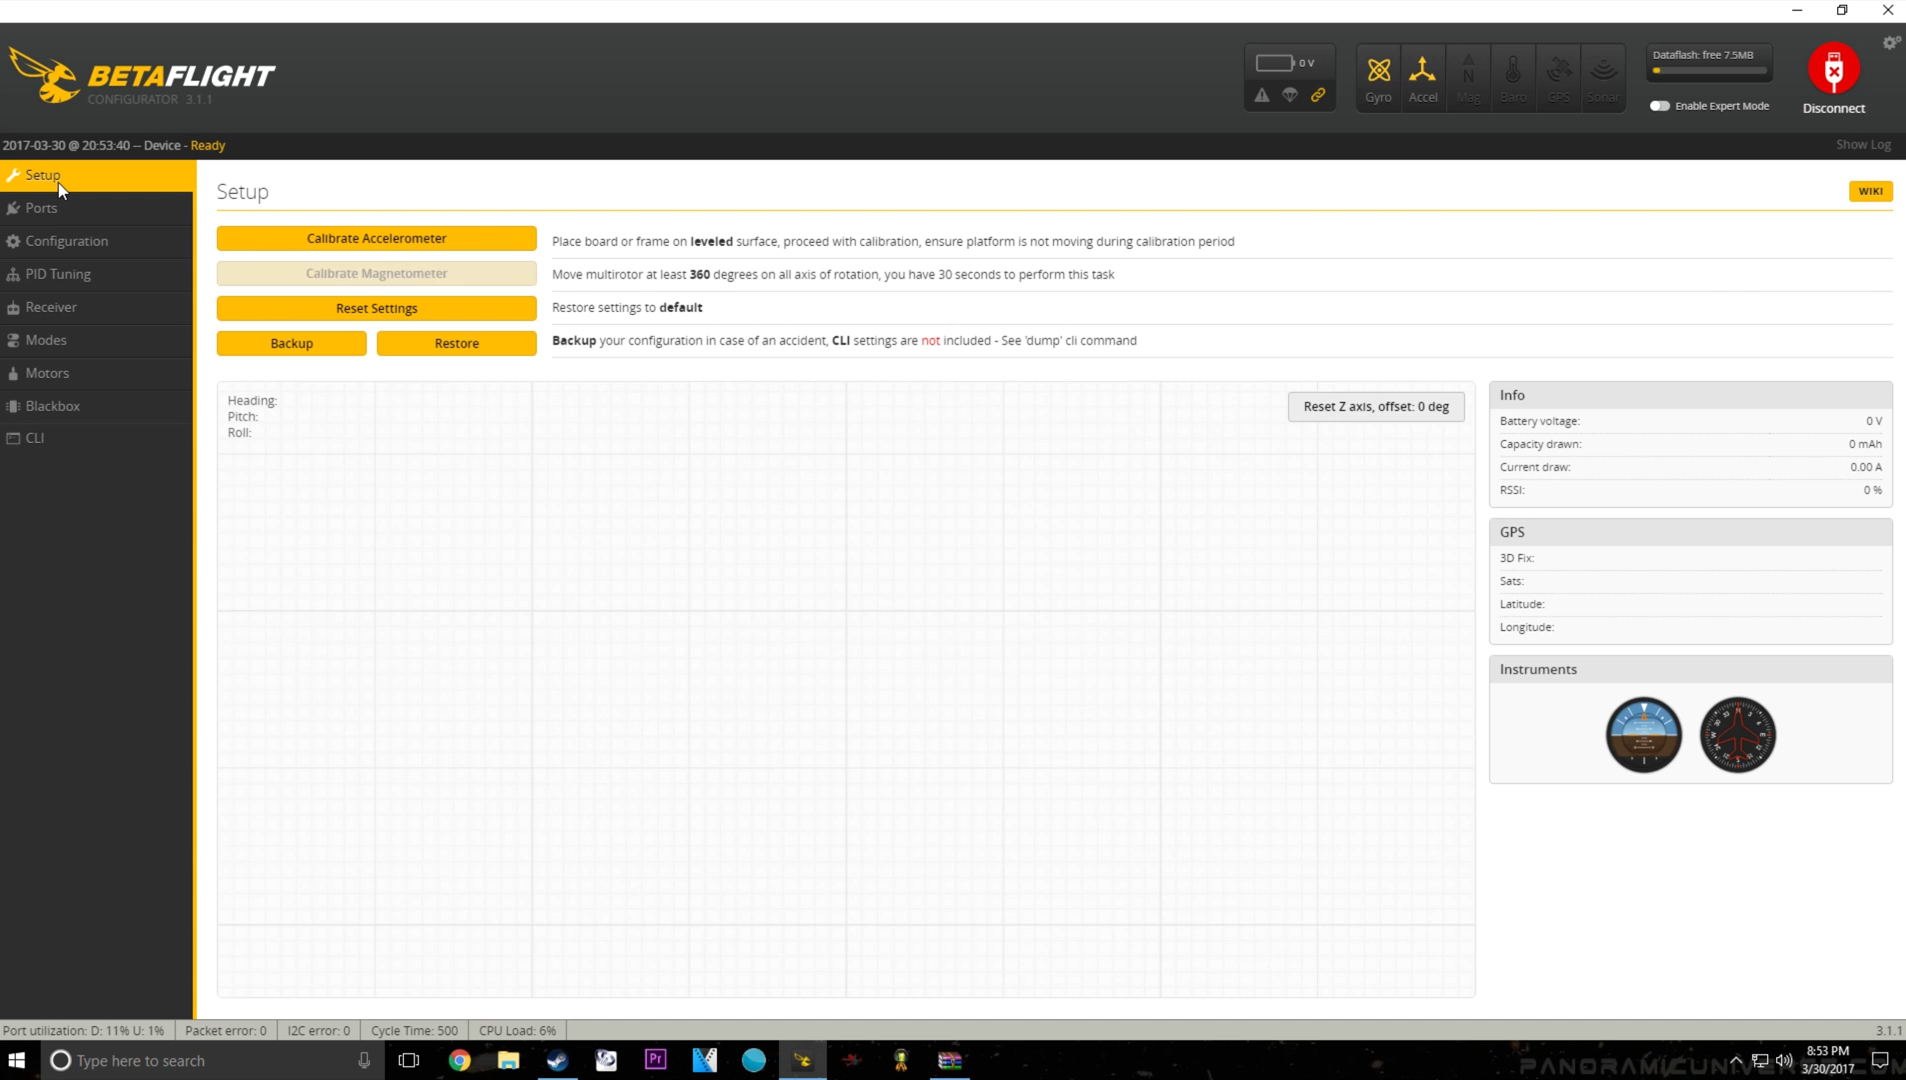 BETAFLIGHT
CONFIGURATOR 3.1.1
0 V
Gyro
Accel
Mag
Baro
GPS
Sonar
Dataflash: free 7.5MB
Enable Expert Mode
Disconnect
2017-03-30 @ 20:53:40 -- Device - Ready
Show Log
Setup
Ports
Configuration
PID Tuning
Receiver
Modes
Motors
Blackbox
CLI
Setup
WIKI
Calibrate Accelerometer
Place board or frame on leveled surface, proceed with calibration, ensure platform is not moving during calibration period
Calibrate Magnetometer
Move multirotor at least 360 degrees on all axis of rotation, you have 30 seconds to perform this task
Reset Settings
Restore settings to default
Backup
Restore
Backup your configuration in case of an accident, CLI settings are not included - See 'dump' cli command
Heading:
Pitch:
Roll:
Reset Z axis, offset: 0 deg
Info
Battery voltage: 0 V
Capacity drawn: 0 mAh
Current draw: 0.00 A
RSSI: 0 %
GPS
3D Fix:
Sats:
Latitude:
Longitude:
Instruments
Port utilization: D: 11% U: 1%
Packet error: 0
I2C error: 0
Cycle Time: 500
CPU Load: 6%
3.1.1
Type here to search
Pr
8:53 PM
3/30/2017
PANORAMICUNIVERSE.COM